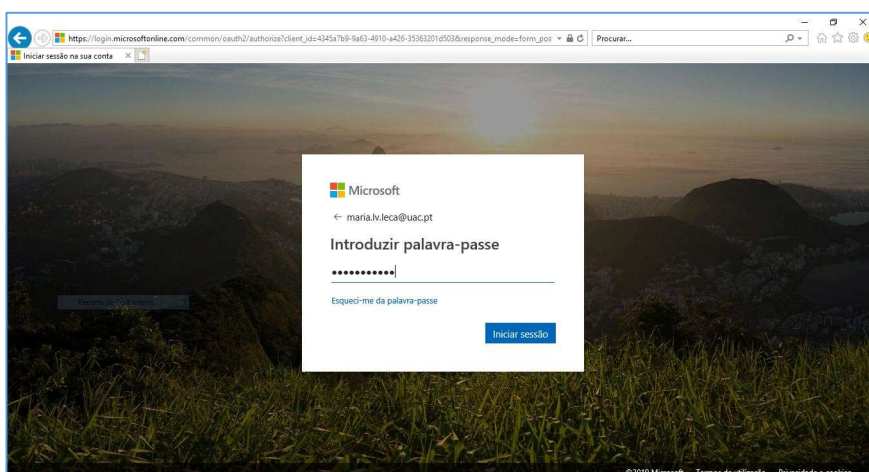 https://login.microsoftonline.com/common/oauth2/authorize?client_id=4345a7b9-9a63-4910-a426-35363201d503&response_mode=form_pos
Procurar...
Iniciar sessão na sua conta
Microsoft
← maria.lv.leca@uac.pt
Introduzir palavra-passe
•••••••••••
Esqueci-me da palavra-passe
Iniciar sessão
©2019 Microsoft Termos de utilização Privacidade e cookies